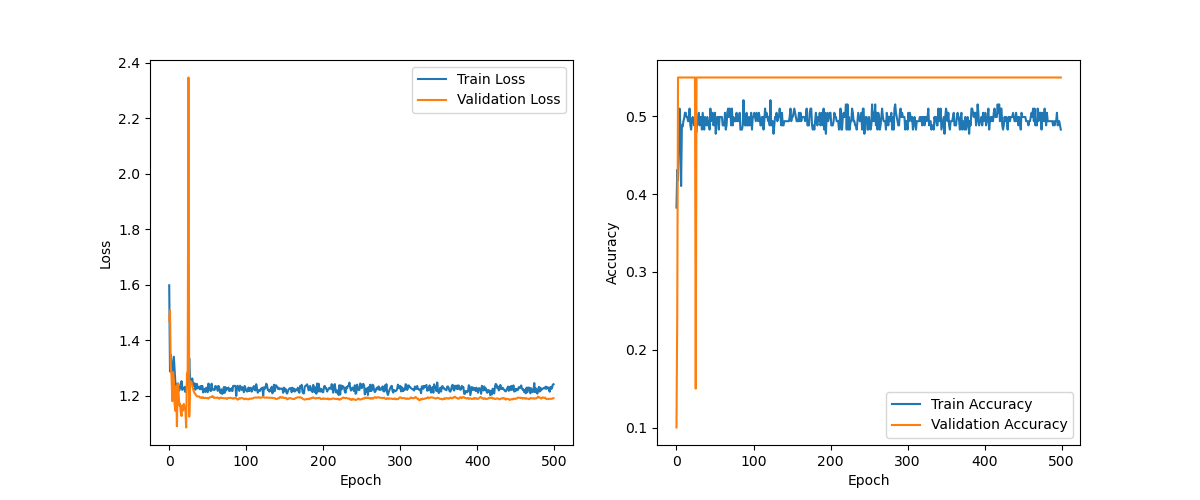 2.4
2.2
2.0
1.8
1.6
1.4
1.2
Loss
0 100 200 300 400 500
Epoch
Train Loss
Validation Loss
0.5
0.4
0.3
0.2
0.1
Accuracy
0 100 200 300 400 500
Epoch
Train Accuracy
Validation Accuracy